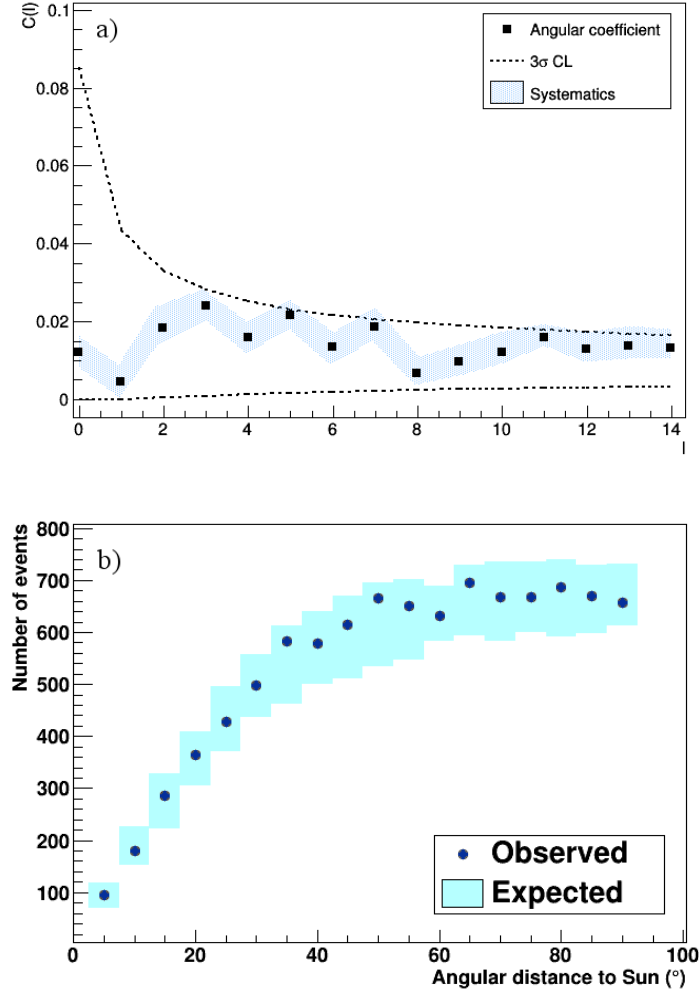 C(l)
0.1
a)
Angular coefficient
3σ CL
Systematics
0.08
0.06
0.04
0.02
0
0 2 4 6 8 10 12 14
l
Number of events
800
b)
700
600
500
400
300
200
100
Observed
Expected
0 20 40 60 80 100
Angular distance to Sun (°)